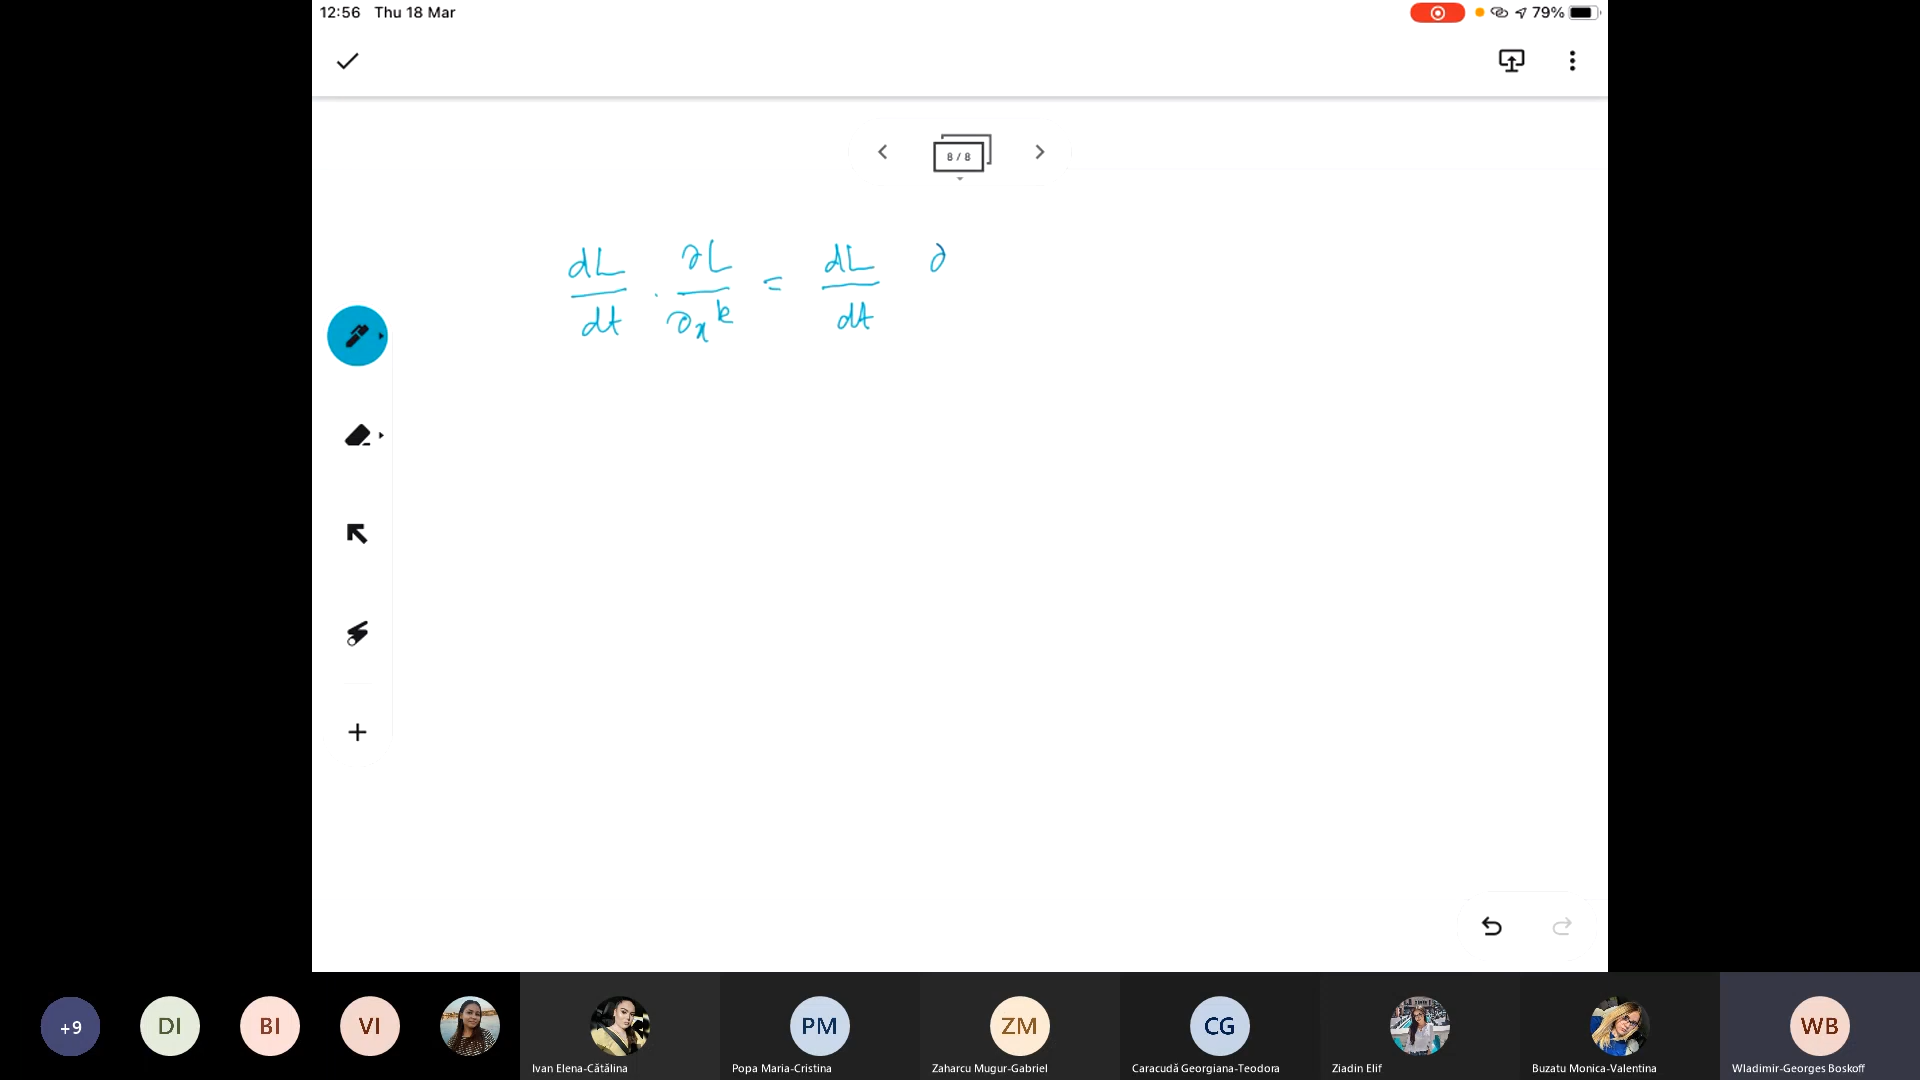 12:56 Thu 18 Mar 79%
8 / 8
dL/dt · ∂L/∂x^k = dL/dt ∂
+9 DI BI VI PM ZM CG WB
Ivan Elena-Cătălina Popa Maria-Cristina Zaharcu Mugur-Gabriel Caracudă Georgiana-Teodora Ziadin Elif Buzatu Monica-Valentina Wladimir-Georges Boskoff